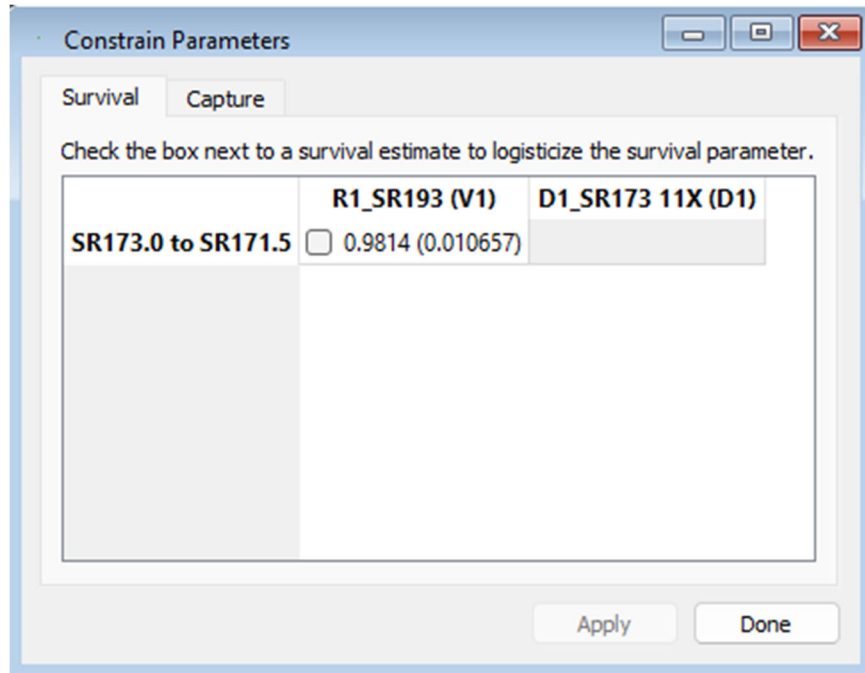 Constrain Parameters
Survival Capture
Check the box next to a survival estimate to logisticize the survival parameter.
R1_SR193 (V1) D1_SR173 11X (D1)
SR173.0 to SR171.5 0.9814 (0.010657)
Apply Done